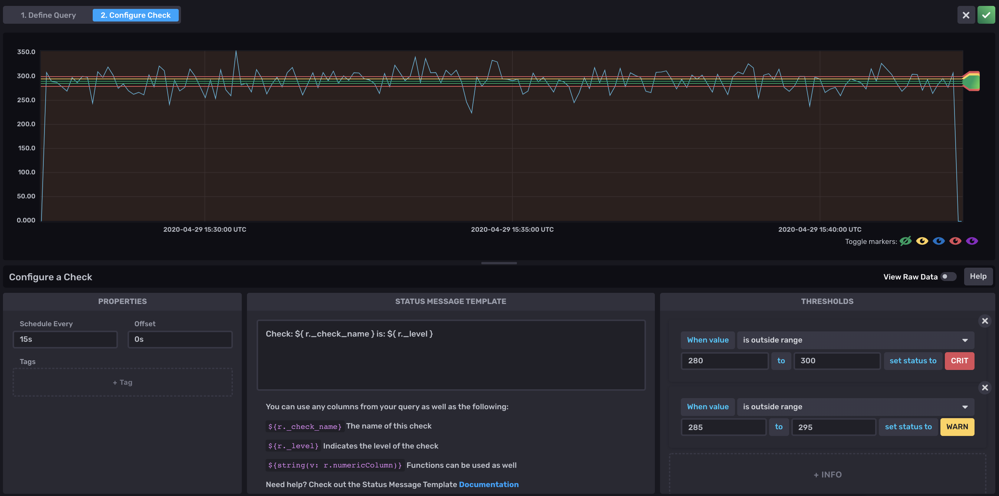 1. Define Query
2. Configure Check
350.0
300.0
250.0
200.0
150.0
100.0
50.00
0.000
2020-04-29 15:30:00 UTC
2020-04-29 15:35:00 UTC
2020-04-29 15:40:00 UTC
Toggle markers:
Configure a Check
View Raw Data
Help
PROPERTIES
Schedule Every
Offset
15s
0s
Tags
+ Tag
STATUS MESSAGE TEMPLATE
Check: ${ r._check_name } is: ${ r._level }
You can use any columns from your query as well as the following:
${r._check_name} The name of this check
${r._level} Indicates the level of the check
${string(v: r.numericColumn)} Functions can be used as well
Need help? Check out the Status Message Template Documentation
THRESHOLDS
When value is outside range
280 to 300 set status to CRIT
When value is outside range
285 to 295 set status to WARN
+ INFO